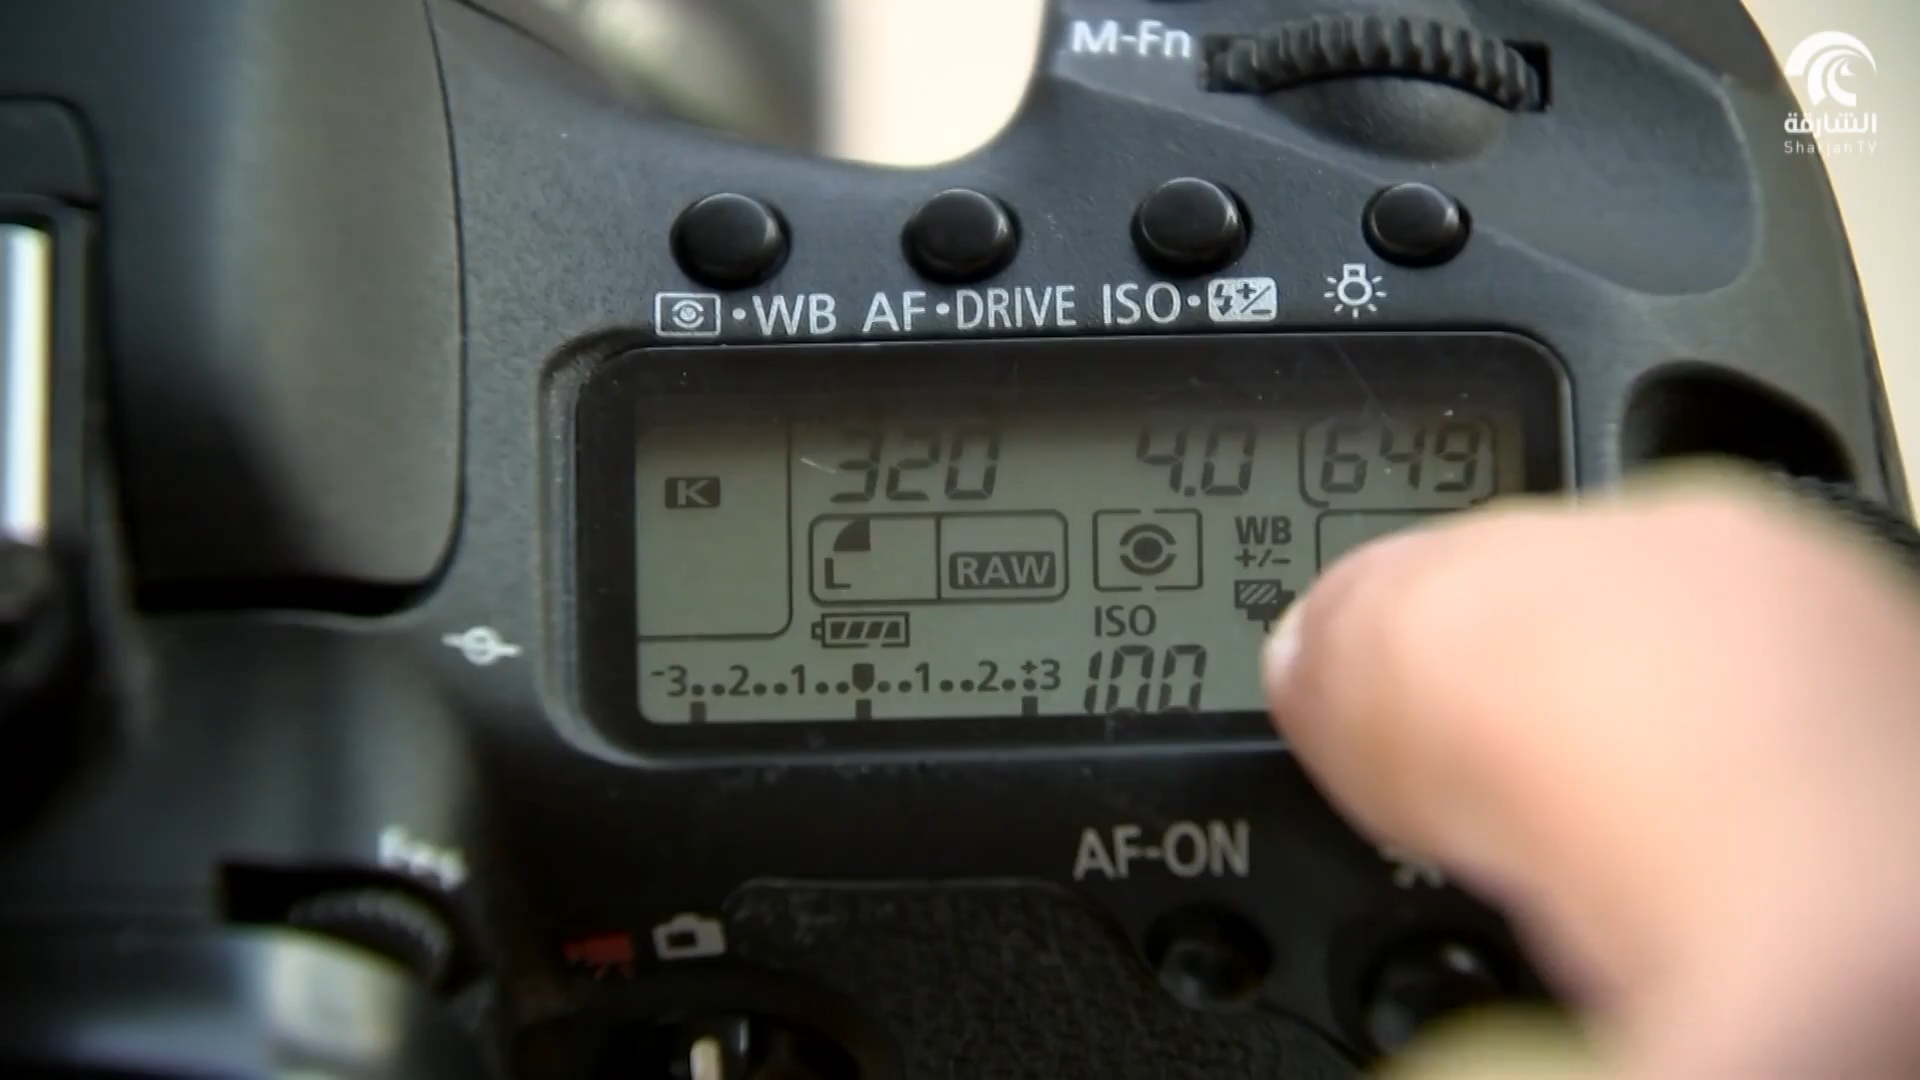 M-Fn
الشارقة
Sharjah TV
WB AF•DRIVE ISO•
K
320
4.0
649
L
RAW
WB
+/-
ISO
-3..2..1..▼..1..2..+3
100
AF-ON